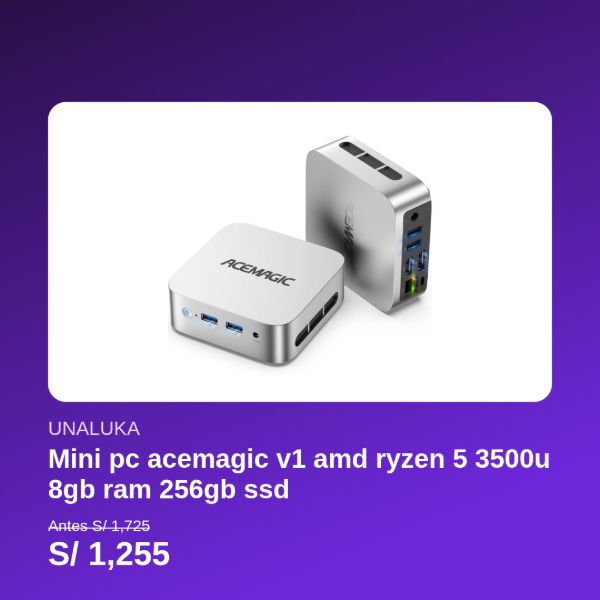 ACEMAGIC
UNALUKA
Mini pc acemagic v1 amd ryzen 5 3500u
8gb ram 256gb ssd
Antes S/ 1,725
S/ 1,255